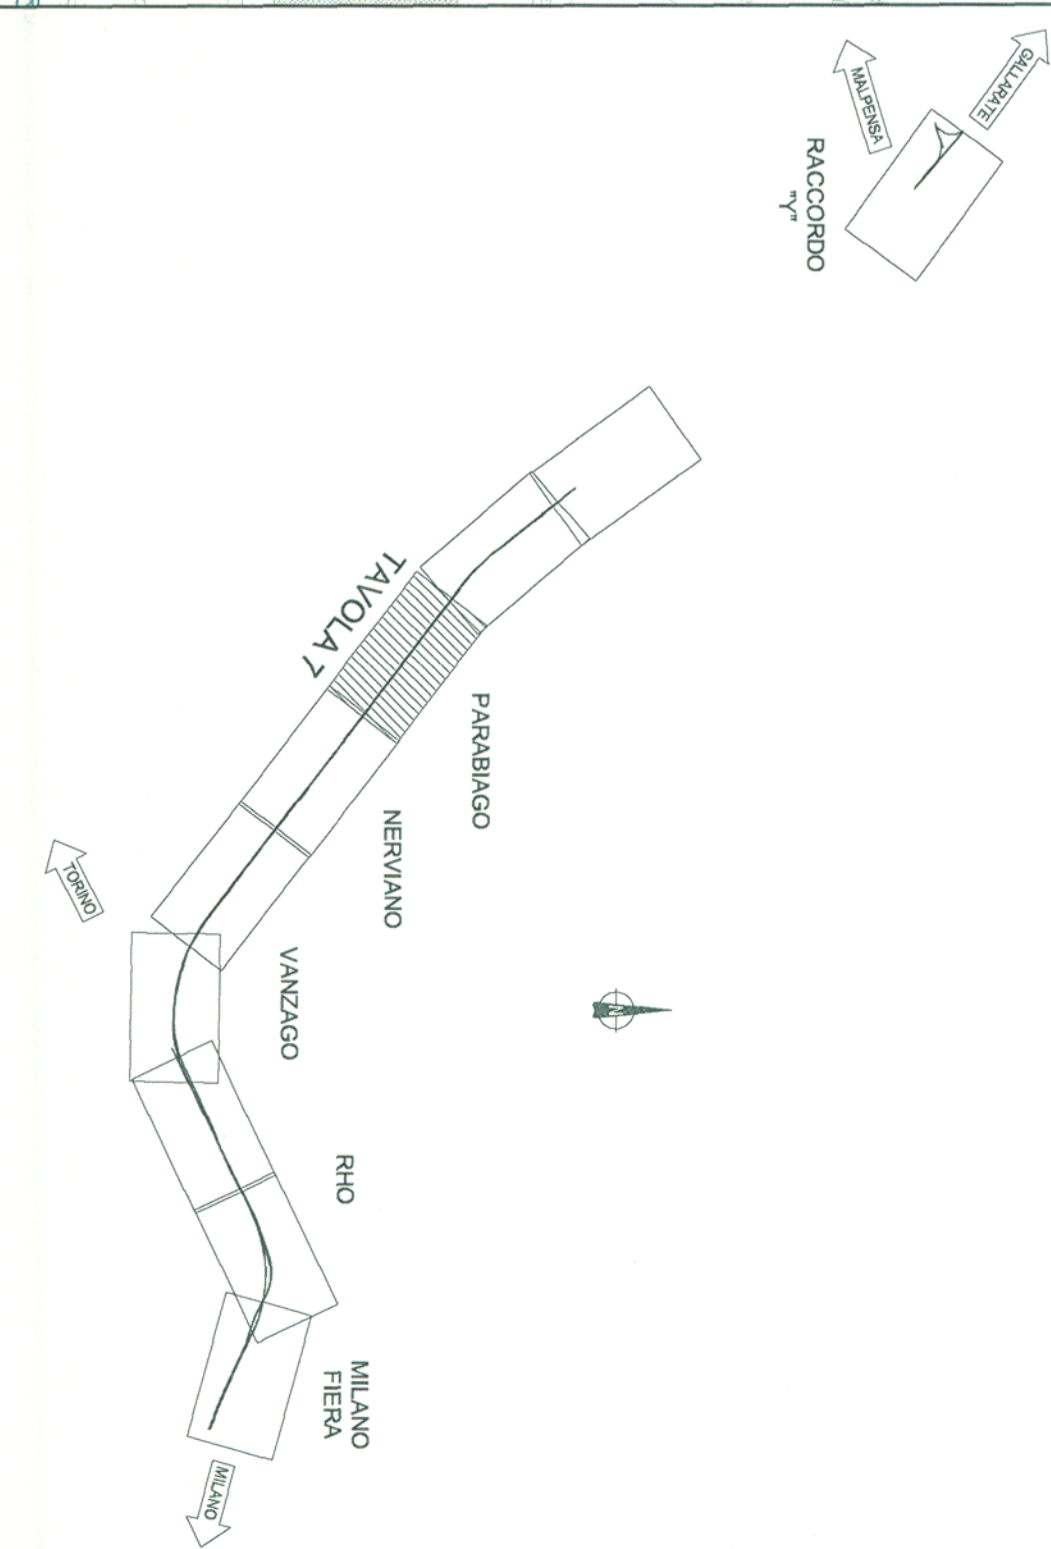 GALLARATE
MALPENSA
RACCORDO
"Y"
TAVOLA 7
PARABIAGO
NERVIANO
VANZAGO
TORINO
N
RHO
MILANO
FIERA
MILANO